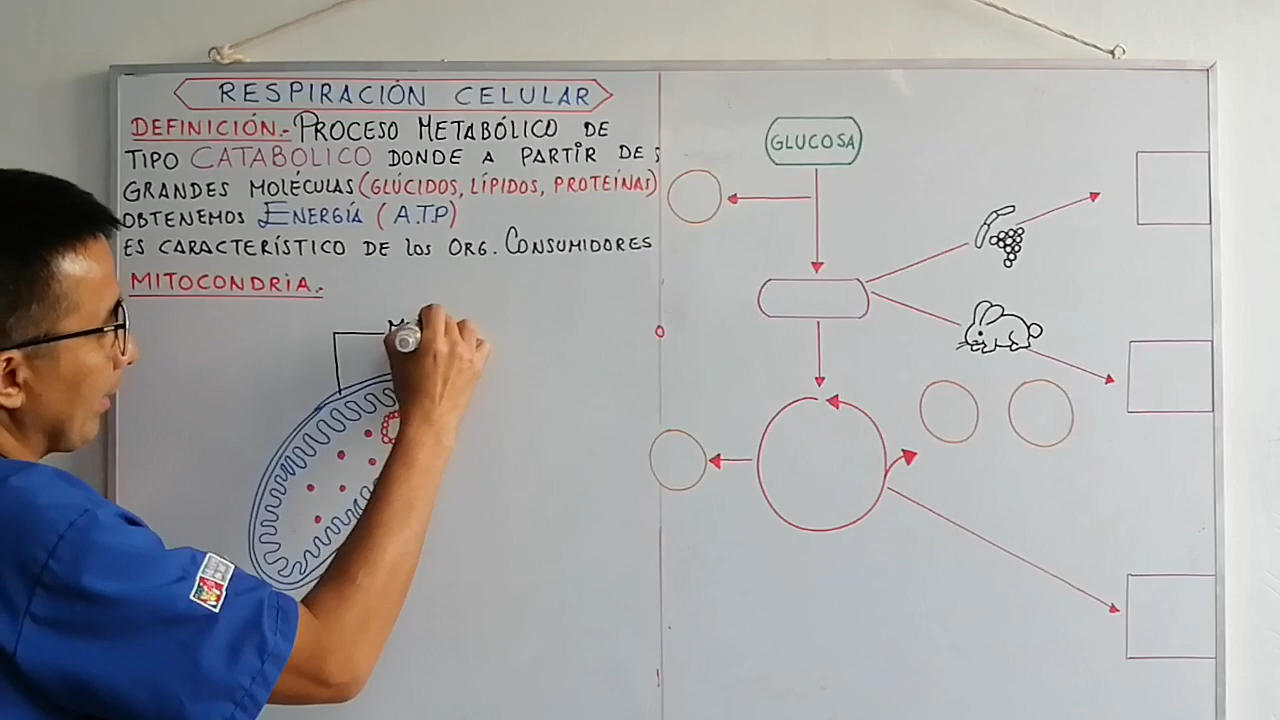 RESPIRACIÓN CELULAR
DEFINICIÓN.- PROCESO METABÓLICO DE
TIPO CATABÓLICO DONDE A PARTIR DE
GRANDES MOLÉCULAS (GLÚCIDOS, LÍPIDOS, PROTEÍNAS)
OBTENEMOS ENERGÍA (A.T.P)
ES CARACTERÍSTICO DE LOS ORG. CONSUMIDORES
MITOCONDRIA.-
GLUCOSA